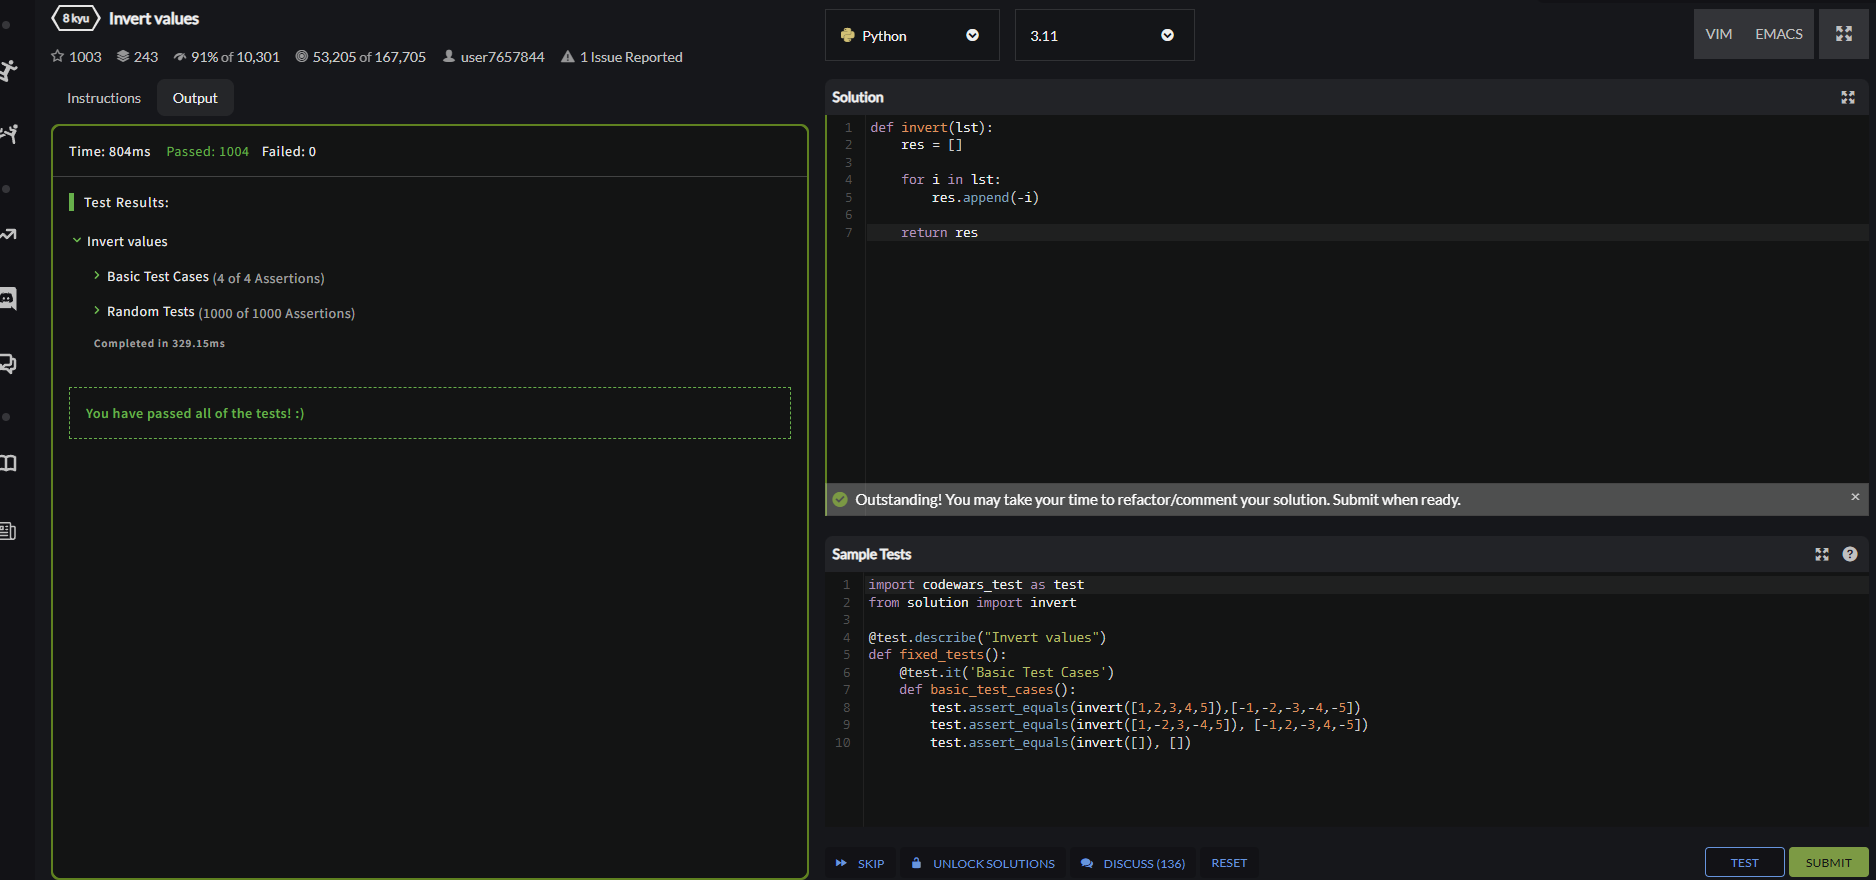 8 kyu Invert values
1003 243 91% of 10,301 53,205 of 167,705 user7657844 1 Issue Reported
Instructions Output
Time: 804ms Passed: 1004 Failed: 0
Test Results:
Invert values
Basic Test Cases (4 of 4 Assertions)
Random Tests (1000 of 1000 Assertions)
Completed in 329.15ms
You have passed all of the tests! :)
Python 3.11 VIM EMACS
Solution
1 def invert(lst):
2     res = []
3
4     for i in lst:
5         res.append(-i)
6
7     return res
Outstanding! You may take your time to refactor/comment your solution. Submit when ready. ×
Sample Tests ?
1 import codewars_test as test
2 from solution import invert
3
4 @test.describe("Invert values")
5 def fixed_tests():
6     @test.it('Basic Test Cases')
7     def basic_test_cases():
8         test.assert_equals(invert([1,2,3,4,5]),[-1,-2,-3,-4,-5])
9         test.assert_equals(invert([1,-2,3,-4,5]), [-1,2,-3,4,-5])
10         test.assert_equals(invert([]), [])
SKIP UNLOCK SOLUTIONS DISCUSS (136) RESET TEST SUBMIT